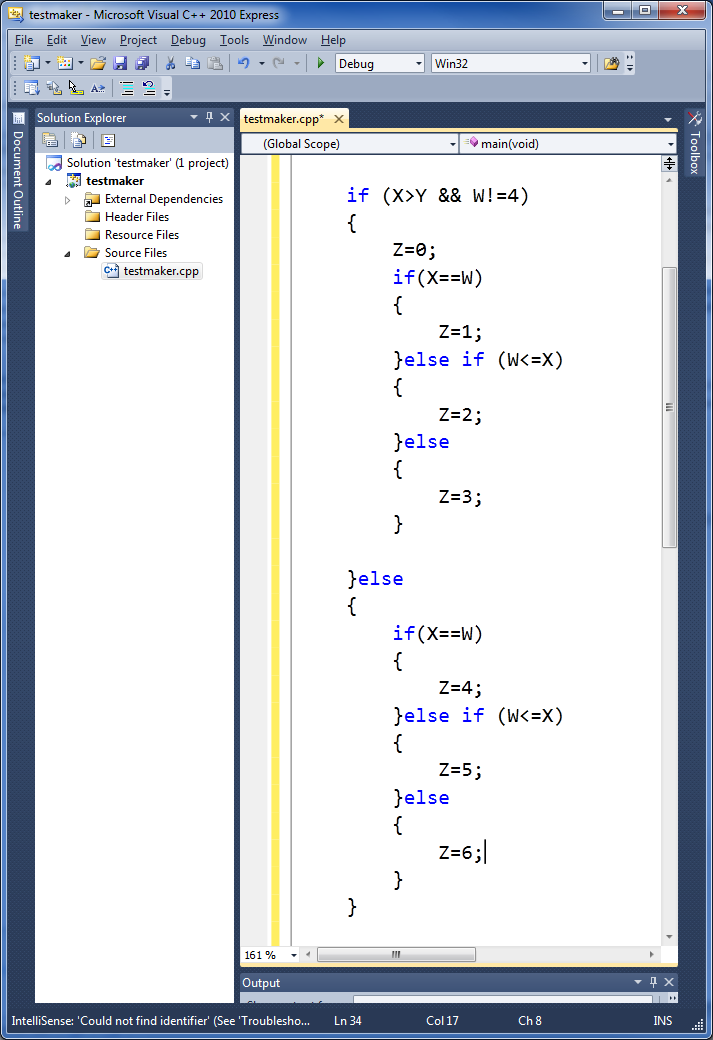 testmaker - Microsoft Visual C++ 2010 Express
File Edit View Project Debug Tools Window Help
Debug Win32
Document Outline
Solution Explorer
Solution 'testmaker' (1 project)
testmaker
External Dependencies
Header Files
Resource Files
Source Files
testmaker.cpp
testmaker.cpp*
(Global Scope) main(void)
if (X>Y && W!=4)
{
Z=0;
if(X==W)
{
Z=1;
}else if (W<=X)
{
Z=2;
}else
{
Z=3;
}
}else
{
if(X==W)
{
Z=4;
}else if (W<=X)
{
Z=5;
}else
{
Z=6;
}
}
161 %
Toolbox
Output
IntelliSense: 'Could not find identifier' (See 'Troublesho... Ln 34 Col 17 Ch 8 INS